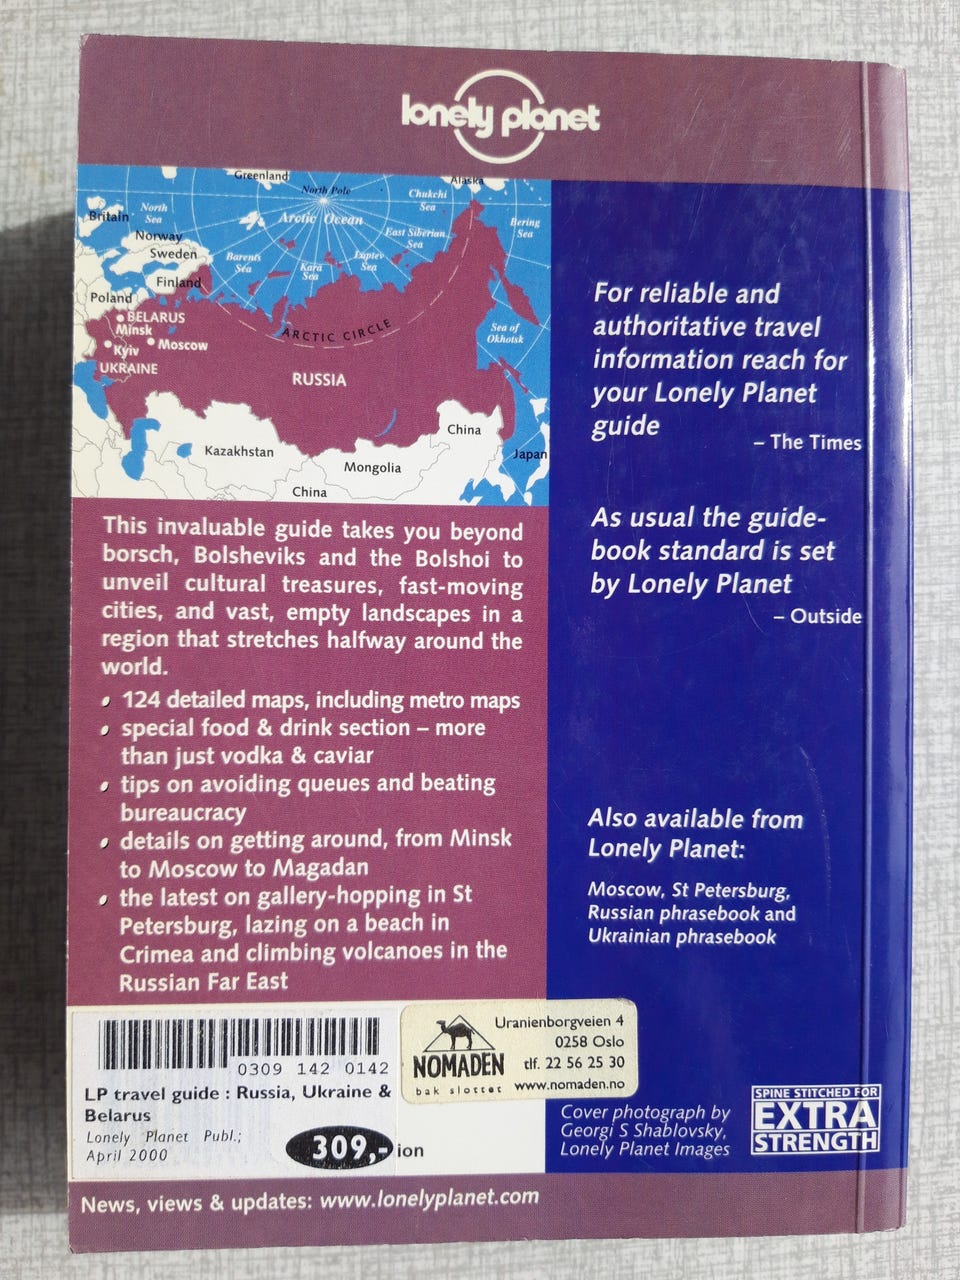 lonely planet
Greenland
Alaska
North Pole
Chukchi
Sea
North
Sea
Britain
Arctic Ocean
Bering
Sea
Norway
East Siberian
Sea
Sweden
Barents
Sea
Kara
Sea
Laptev
Sea
Finland
Poland
BELARUS
Minsk
Moscow
Kyiv
UKRAINE
ARCTIC CIRCLE
Sea of
Okhotsk
RUSSIA
Kazakhstan
China
Mongolia
Japan
China
This invaluable guide takes you beyond
borsch, Bolsheviks and the Bolshoi to
unveil cultural treasures, fast-moving
cities, and vast, empty landscapes in a
region that stretches halfway around the
world.
• 124 detailed maps, including metro maps
• special food & drink section – more
than just vodka & caviar
• tips on avoiding queues and beating
bureaucracy
• details on getting around, from Minsk
to Moscow to Magadan
• the latest on gallery-hopping in St
Petersburg, lazing on a beach in
Crimea and climbing volcanoes in the
Russian Far East
For reliable and
authoritative travel
information reach for
your Lonely Planet
guide
– The Times
As usual the guide-
book standard is set
by Lonely Planet
– Outside
Also available from
Lonely Planet:
Moscow, St Petersburg,
Russian phrasebook and
Ukrainian phrasebook
0309 142 0142
LP travel guide : Russia, Ukraine &
Belarus
Lonely Planet Publ.;
April 2000
309,-
ion
NOMADEN
bak slottet
Uranienborgveien 4
0258 Oslo
tlf. 22 56 25 30
www.nomaden.no
Cover photograph by
Georgi S Shablovsky,
Lonely Planet Images
SPINE STITCHED FOR
EXTRA
STRENGTH
News, views & updates: www.lonelyplanet.com